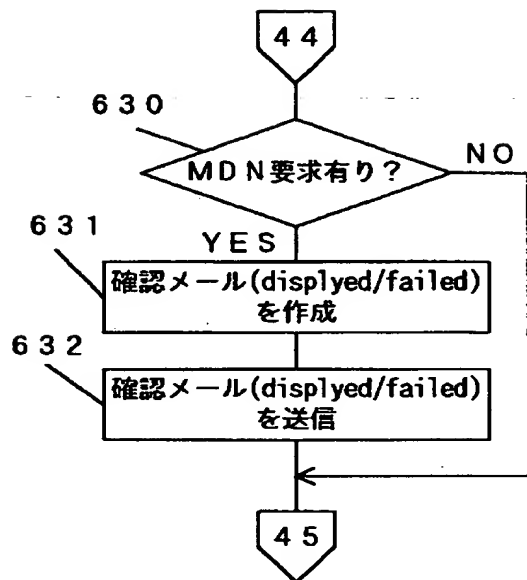 44
630
MDN要求有り?
NO
YES
631
確認メール(displyed/failed)
を作成
632
確認メール(displyed/failed)
を送信
45